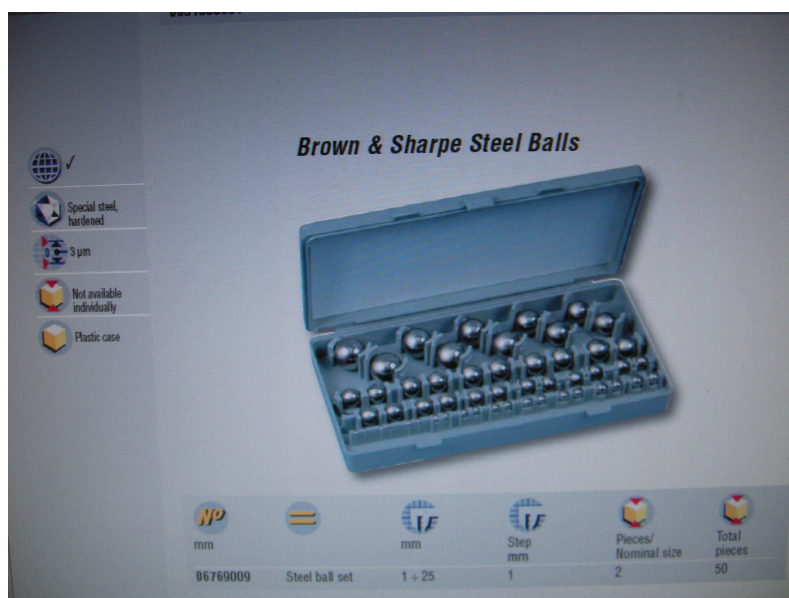 Brown & Sharpe Steel Balls
✓
Special steel,
hardened
3 µm
Not available
individually
Plastic case
Nº
mm
mm
Step
mm
Pieces/
Nominal size
Total
pieces
06769009
Steel ball set
1 ÷ 25
1
2
50